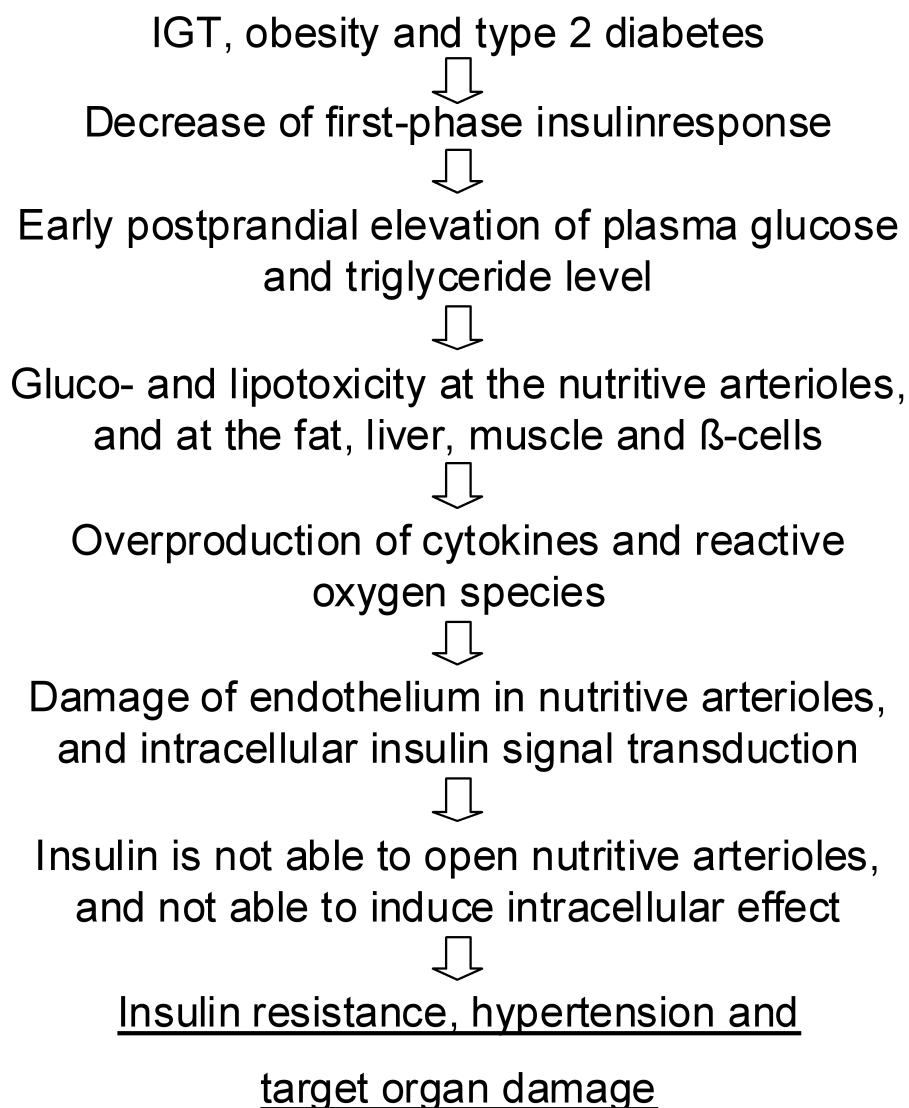 IGT, obesity and type 2 diabetes
Decrease of first-phase insulinresponse
Early postprandial elevation of plasma glucose
and triglyceride level
Gluco- and lipotoxicity at the nutritive arterioles,
and at the fat, liver, muscle and ß-cells
Overproduction of cytokines and reactive
oxygen species
Damage of endothelium in nutritive arterioles,
and intracellular insulin signal transduction
Insulin is not able to open nutritive arterioles,
and not able to induce intracellular effect
Insulin resistance, hypertension and
target organ damage